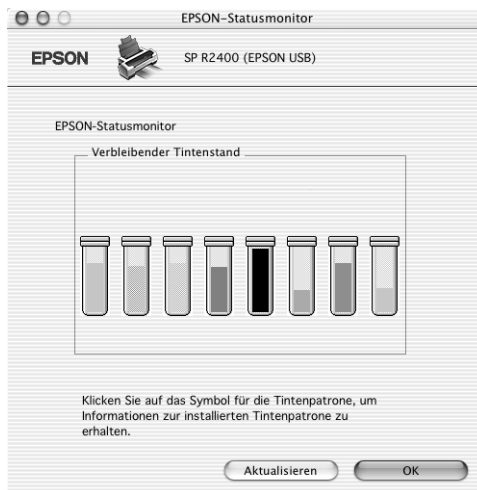 EPSON-Statusmonitor
EPSON
SP R2400 (EPSON USB)
EPSON-Statusmonitor
Verbleibender Tintenstand
Klicken Sie auf das Symbol für die Tintenpatrone, um
Informationen zur installierten Tintenpatrone zu
erhalten.
Aktualisieren
OK